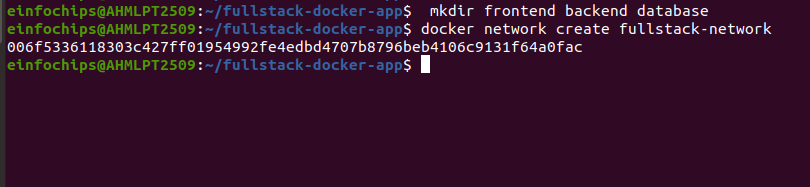 einfochips@AHMLPT2509:~/fullstack-docker-app$  mkdir frontend backend database
einfochips@AHMLPT2509:~/fullstack-docker-app$ docker network create fullstack-network
006f5336118303c427ff01954992fe4edbd4707b8796beb4106c9131f64a0fac
einfochips@AHMLPT2509:~/fullstack-docker-app$